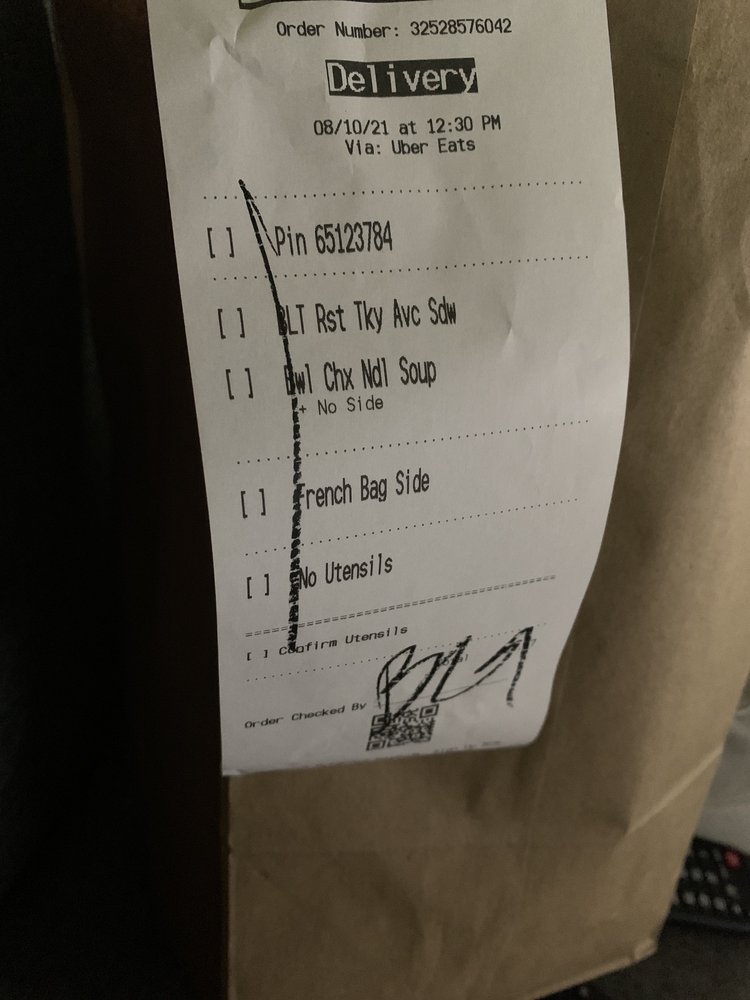 Order Number: 32528576042
Delivery
08/10/21 at 12:30 PM
Via: Uber Eats
[ ] Pin 65123784
[ ] BLT Rst Tky Avc Sdw
[ ] Bwl Chx Ndl Soup
+ No Side
[ ] French Bag Side
[ ] No Utensils
[ ] Confirm Utensils
Order Checked By